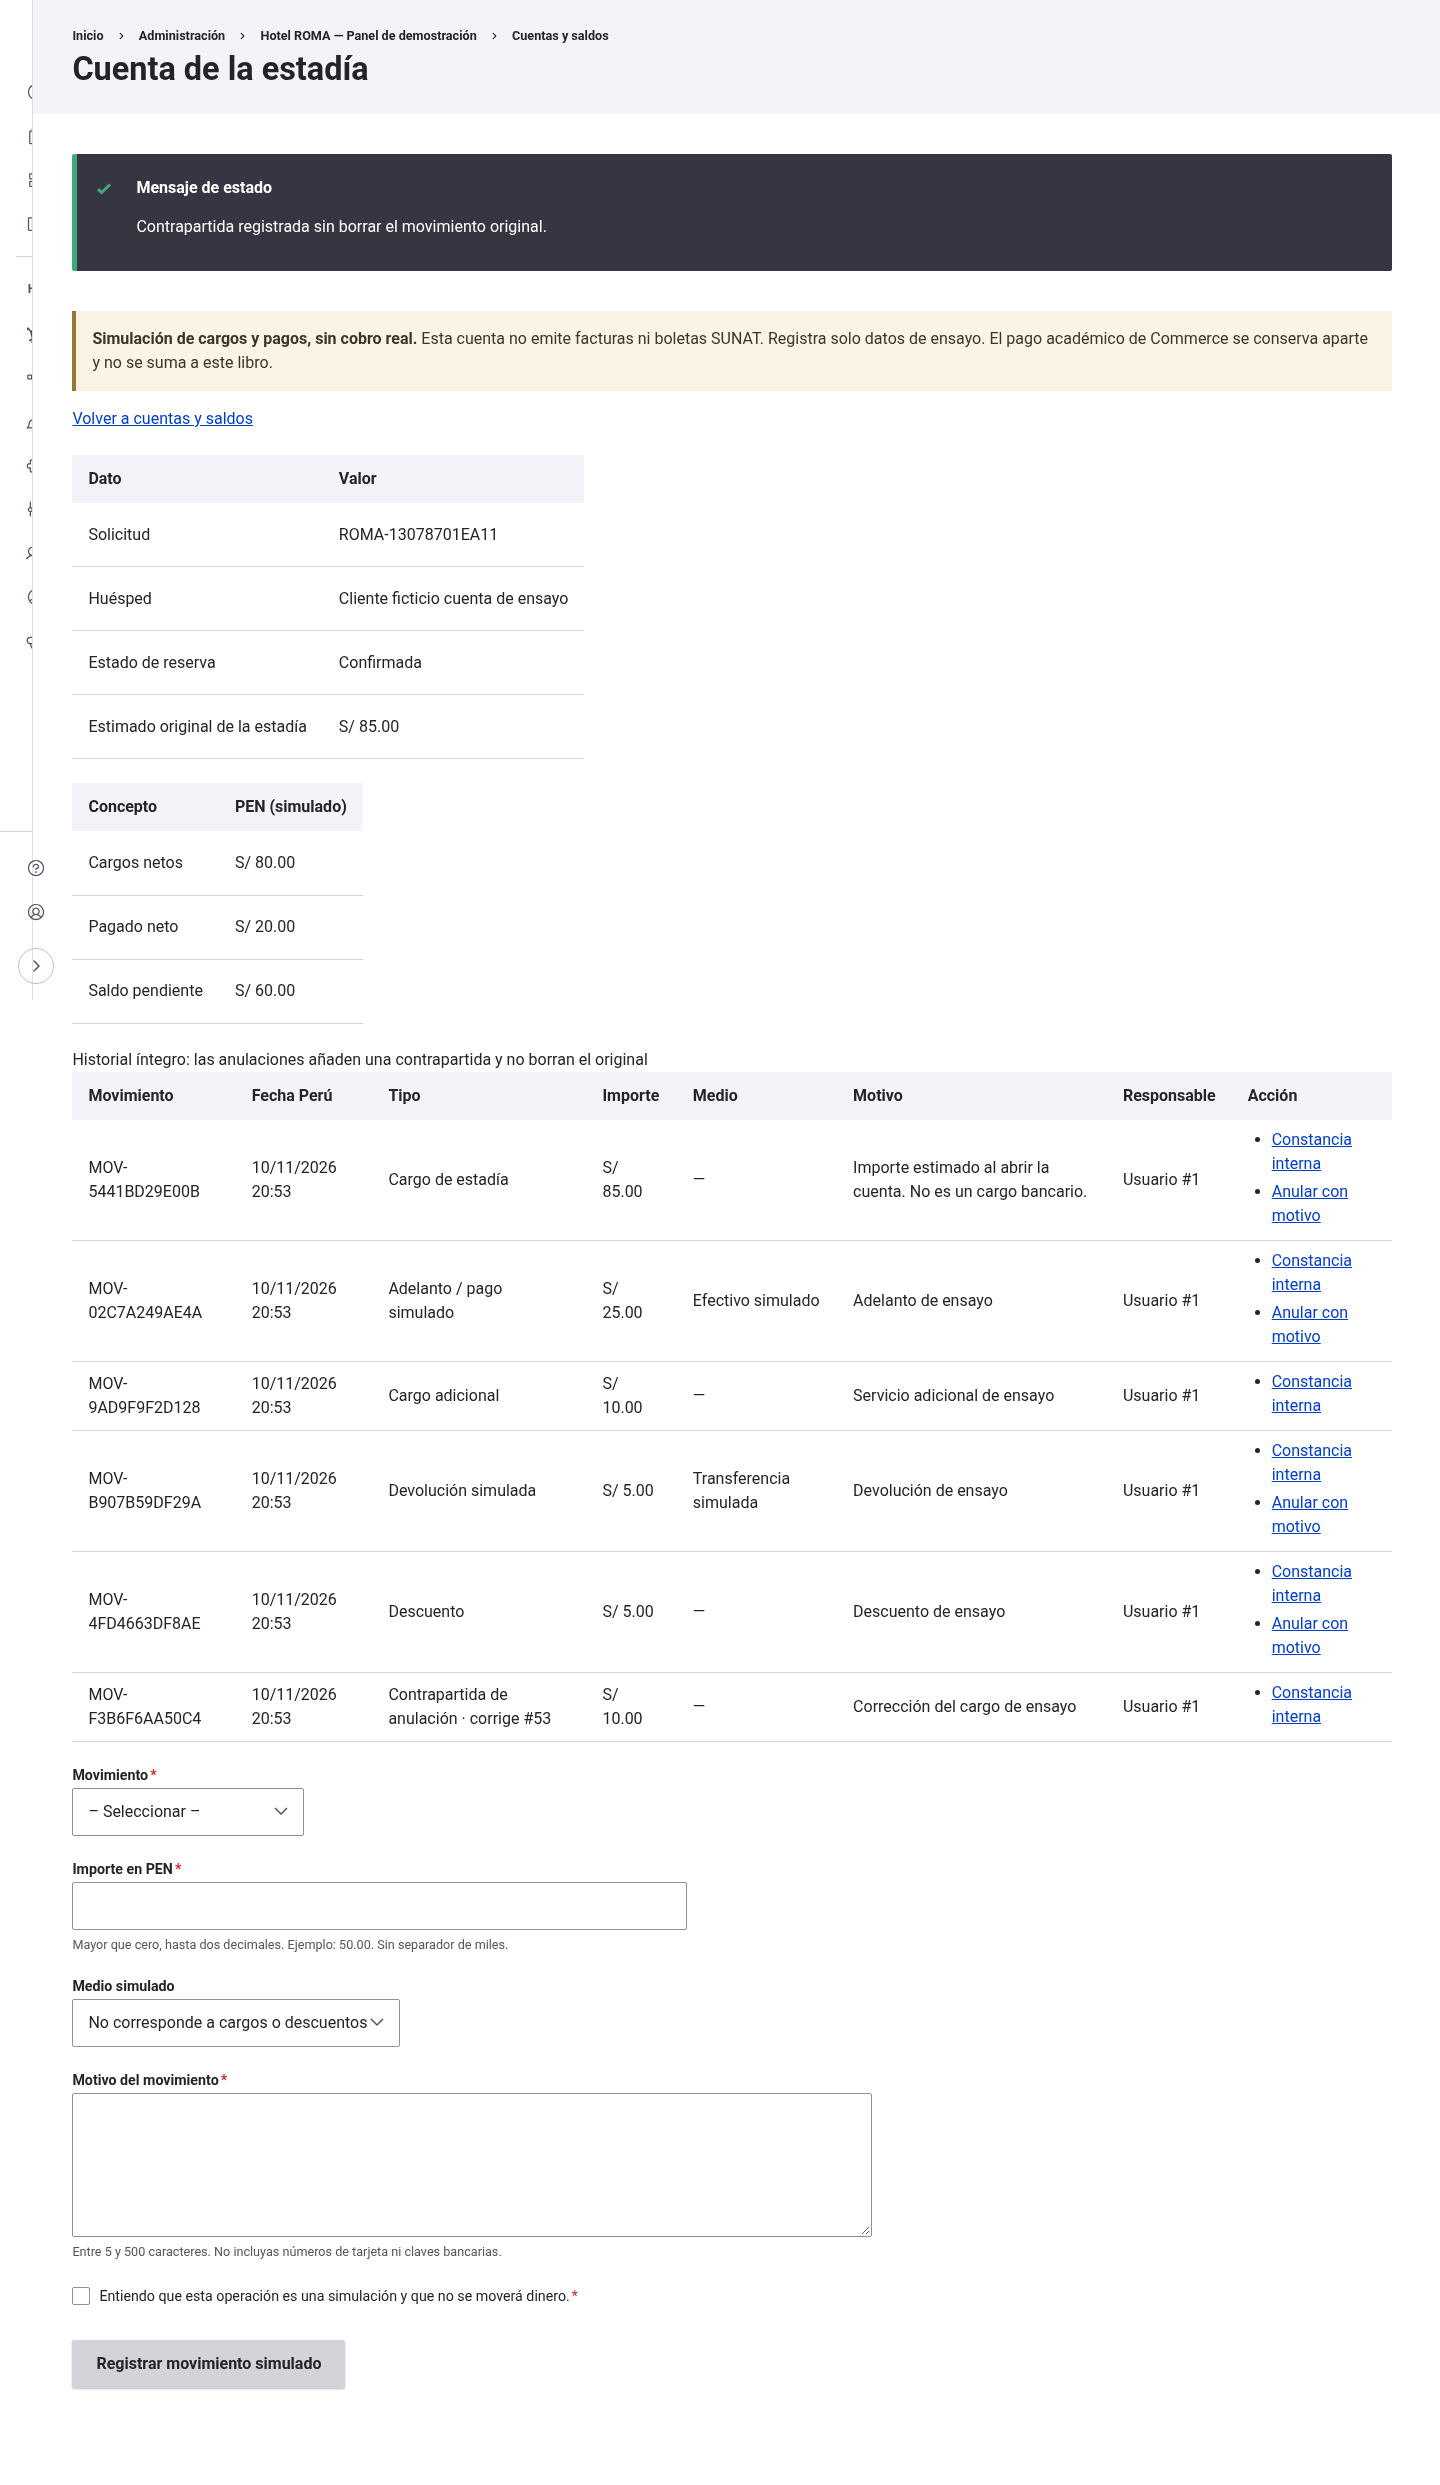 Inicio › Administración › Hotel ROMA — Panel de demostración › Cuentas y saldos
Cuenta de la estadía
Mensaje de estado
Contrapartida registrada sin borrar el movimiento original.
Simulación de cargos y pagos, sin cobro real. Esta cuenta no emite facturas ni boletas SUNAT. Registra solo datos de ensayo. El pago académico de Commerce se conserva aparte
y no se suma a este libro.
Volver a cuentas y saldos
Dato Valor
Solicitud ROMA-13078701EA11
Huésped Cliente ficticio cuenta de ensayo
Estado de reserva Confirmada
Estimado original de la estadía S/ 85.00
Concepto PEN (simulado)
Cargos netos S/ 80.00
Pagado neto S/ 20.00
Saldo pendiente S/ 60.00
Historial íntegro: las anulaciones añaden una contrapartida y no borran el original
Movimiento Fecha Perú Tipo Importe Medio Motivo Responsable Acción
MOV-
5441BD29E00B
10/11/2026
20:53
Cargo de estadía
S/
85.00
—
Importe estimado al abrir la
cuenta. No es un cargo bancario.
Usuario #1
Constancia
interna
Anular con
motivo
MOV-
02C7A249AE4A
10/11/2026
20:53
Adelanto / pago
simulado
S/
25.00
Efectivo simulado
Adelanto de ensayo
Usuario #1
Constancia
interna
Anular con
motivo
MOV-
9AD9F9F2D128
10/11/2026
20:53
Cargo adicional
S/
10.00
—
Servicio adicional de ensayo
Usuario #1
Constancia
interna
MOV-
B907B59DF29A
10/11/2026
20:53
Devolución simulada
S/ 5.00
Transferencia
simulada
Devolución de ensayo
Usuario #1
Constancia
interna
Anular con
motivo
MOV-
4FD4663DF8AE
10/11/2026
20:53
Descuento
S/ 5.00
—
Descuento de ensayo
Usuario #1
Constancia
interna
Anular con
motivo
MOV-
F3B6F6AA50C4
10/11/2026
20:53
Contrapartida de
anulación · corrige #53
S/
10.00
—
Corrección del cargo de ensayo
Usuario #1
Constancia
interna
Movimiento *
– Seleccionar –
Importe en PEN *
Mayor que cero, hasta dos decimales. Ejemplo: 50.00. Sin separador de miles.
Medio simulado
No corresponde a cargos o descuentos
Motivo del movimiento *
Entre 5 y 500 caracteres. No incluyas números de tarjeta ni claves bancarias.
Entiendo que esta operación es una simulación y que no se moverá dinero. *
Registrar movimiento simulado